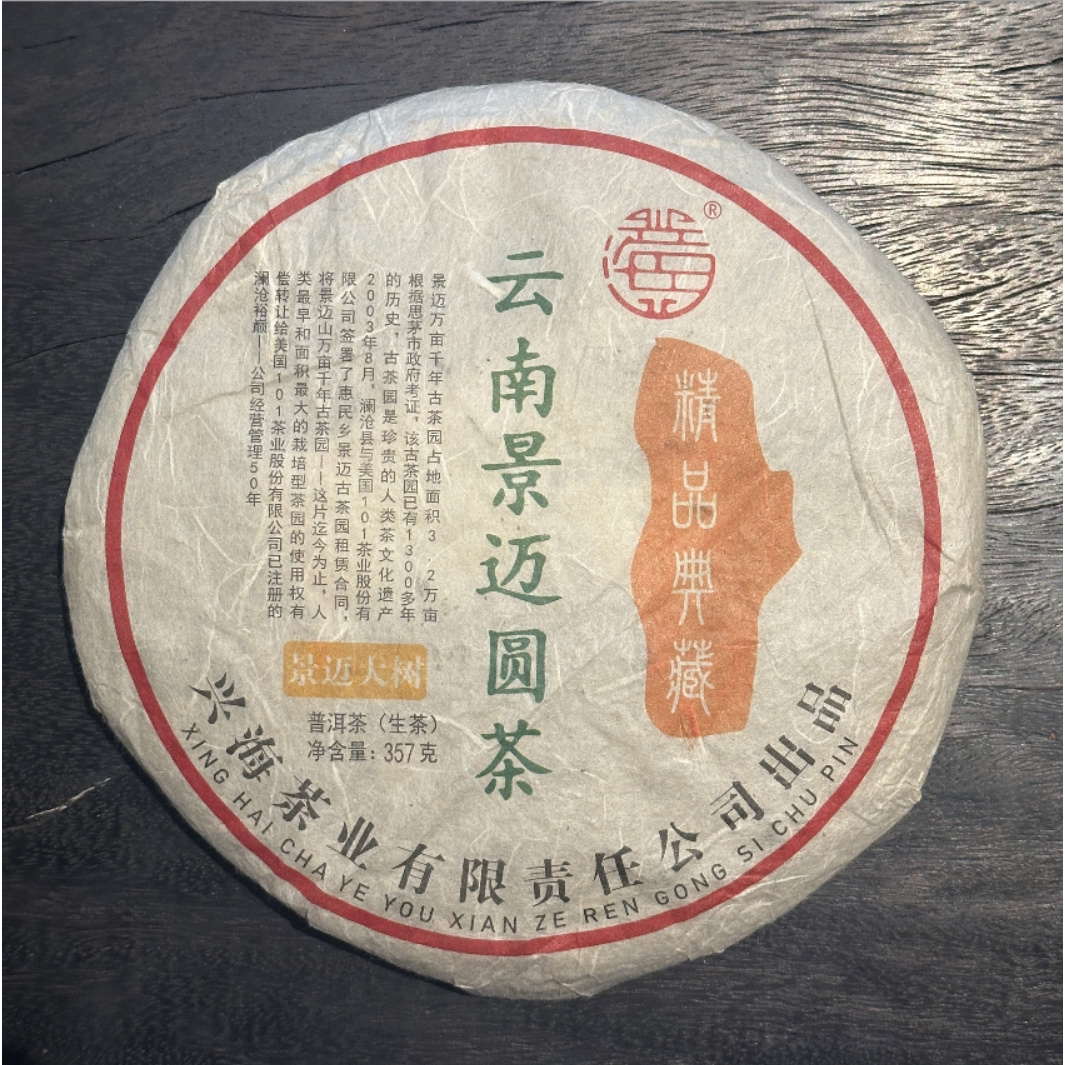 ®
精品典藏
云南景迈圆茶
景迈万亩千年古茶园占地面积3.2万亩
根据思茅市政府考证，该古茶园已有1300多年
的历史，古茶园是珍贵的人类茶文化遗产
2003年8月，澜沧县与美国101茶业股份有
限公司签署了惠民乡景迈古茶园租赁合同，
将景迈山万亩千年古茶园——这片迄今为止，人
类最早和面积最大的栽培型茶园的使用权有
偿转让给美国101茶业股份有限公司已注册的
澜沧裕岿——公司经营管理50年
景迈大树
普洱茶（生茶）
净含量：357克
兴海茶业有限责任公司出品
XING HAI CHA YE YOU XIAN ZE REN GONG SI CHU PIN